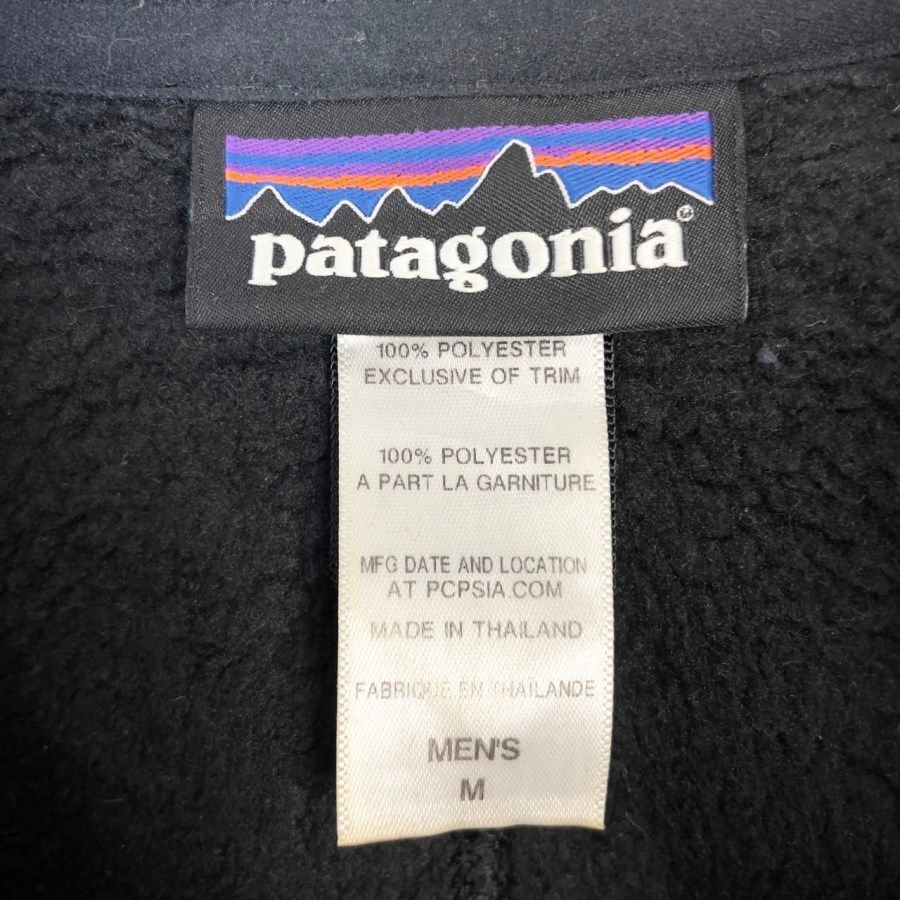 patagonia®
100% POLYESTER
EXCLUSIVE OF TRIM
100% POLYESTER
A PART LA GARNITURE
MFG DATE AND LOCATION
AT PCPSIA.COM
MADE IN THAILAND
FABRIQUE EN THAÏLANDE
MEN'S
M